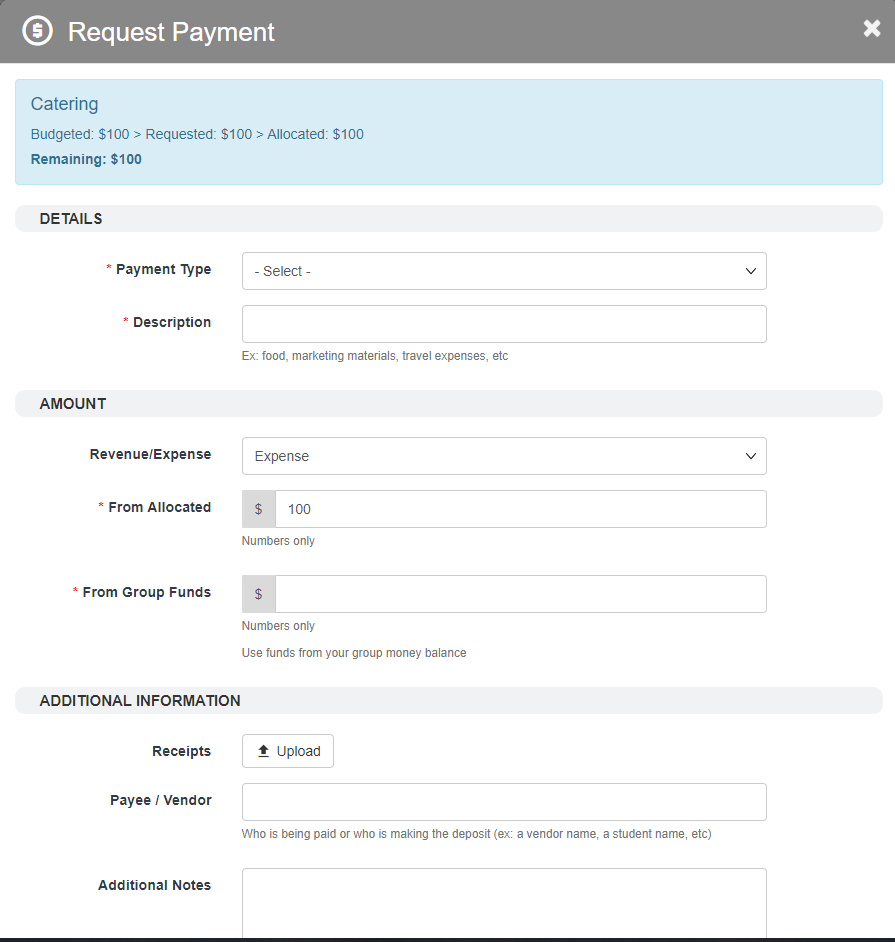 Request Payment
Catering
Budgeted: $100 > Requested: $100 > Allocated: $100
Remaining: $100
DETAILS
* Payment Type
- Select -
* Description
Ex: food, marketing materials, travel expenses, etc
AMOUNT
Revenue/Expense
Expense
* From Allocated
$ 100
Numbers only
* From Group Funds
$
Numbers only
Use funds from your group money balance
ADDITIONAL INFORMATION
Receipts
Upload
Payee / Vendor
Who is being paid or who is making the deposit (ex: a vendor name, a student name, etc)
Additional Notes